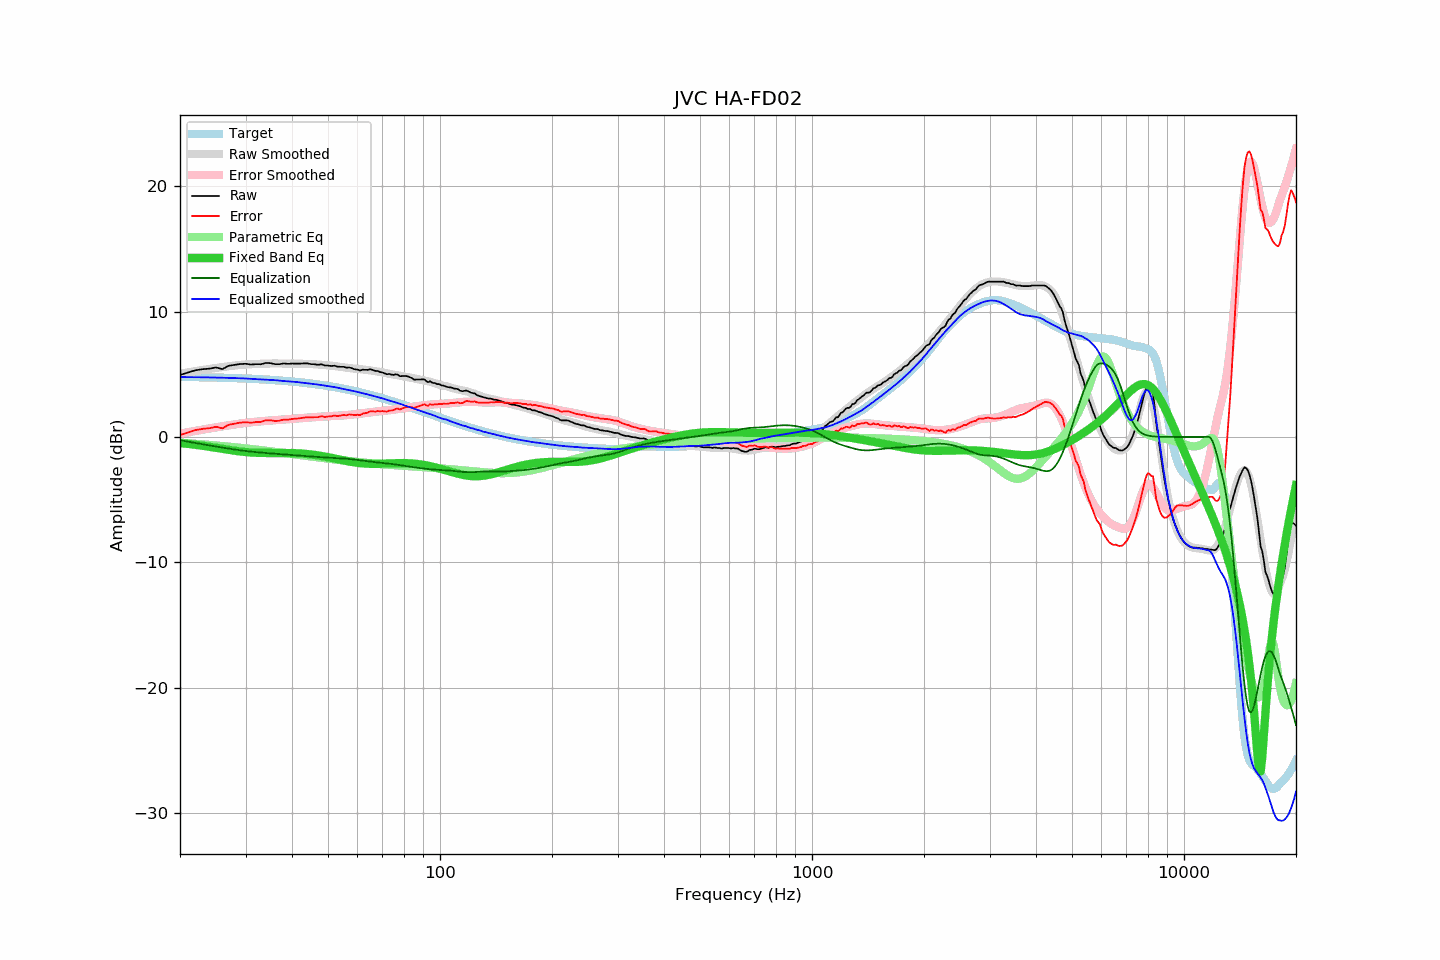 JVC HA-FD02
Target
Raw Smoothed
Error Smoothed
Raw
Error
Parametric Eq
Fixed Band Eq
Equalization
Equalized smoothed
20
10
0
−10
−20
−30
Amplitude (dBr)
100
1000
10000
Frequency (Hz)